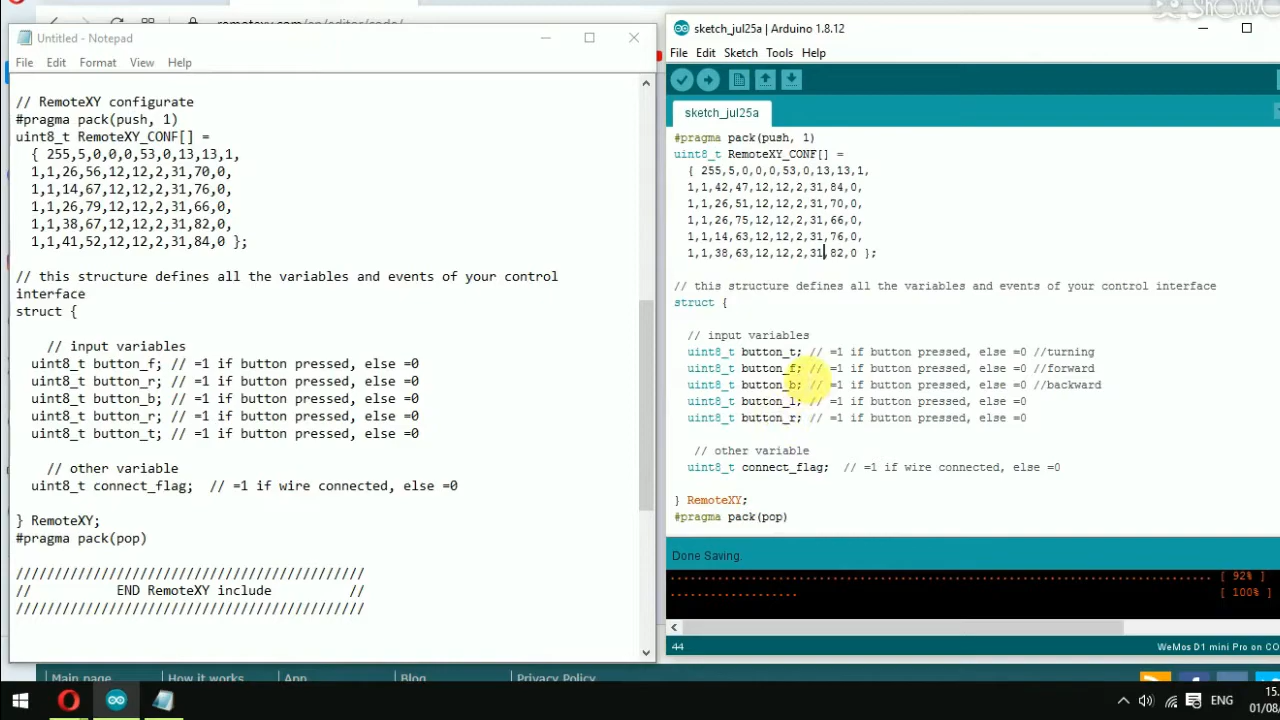 remotexy.com/en/editor/code/
Untitled - Notepad
File Edit Format View Help
// RemoteXY configurate
#pragma pack(push, 1)
uint8_t RemoteXY_CONF[] =
{ 255,5,0,0,0,53,0,13,13,1,
1,1,26,56,12,12,2,31,70,0,
1,1,14,67,12,12,2,31,76,0,
1,1,26,79,12,12,2,31,66,0,
1,1,38,67,12,12,2,31,82,0,
1,1,41,52,12,12,2,31,84,0 };
// this structure defines all the variables and events of your control
interface
struct {
// input variables
uint8_t button_f; // =1 if button pressed, else =0
uint8_t button_r; // =1 if button pressed, else =0
uint8_t button_b; // =1 if button pressed, else =0
uint8_t button_r; // =1 if button pressed, else =0
uint8_t button_t; // =1 if button pressed, else =0
// other variable
uint8_t connect_flag; // =1 if wire connected, else =0
} RemoteXY;
#pragma pack(pop)
/////////////////////////////////////////////
// END RemoteXY include //
/////////////////////////////////////////////
sketch_jul25a | Arduino 1.8.12
File Edit Sketch Tools Help
sketch_jul25a
#pragma pack(push, 1)
uint8_t RemoteXY_CONF[] =
{ 255,5,0,0,0,53,0,13,13,1,
1,1,42,47,12,12,2,31,84,0,
1,1,26,51,12,12,2,31,70,0,
1,1,26,75,12,12,2,31,66,0,
1,1,14,63,12,12,2,31,76,0,
1,1,38,63,12,12,2,31,82,0 };
// this structure defines all the variables and events of your control interface
struct {
// input variables
uint8_t button_t; // =1 if button pressed, else =0 //turning
uint8_t button_f; // =1 if button pressed, else =0 //forward
uint8_t button_b; // =1 if button pressed, else =0 //backward
uint8_t button_l; // =1 if button pressed, else =0
uint8_t button_r; // =1 if button pressed, else =0
// other variable
uint8_t connect_flag; // =1 if wire connected, else =0
} RemoteXY;
#pragma pack(pop)
Done Saving.
................................................................................ [ 92% ]
................... [ 100% ]
44
WeMos D1 mini Pro on CO
Main page How it works App Blog Privacy Policy
ENG
15.
01/08/